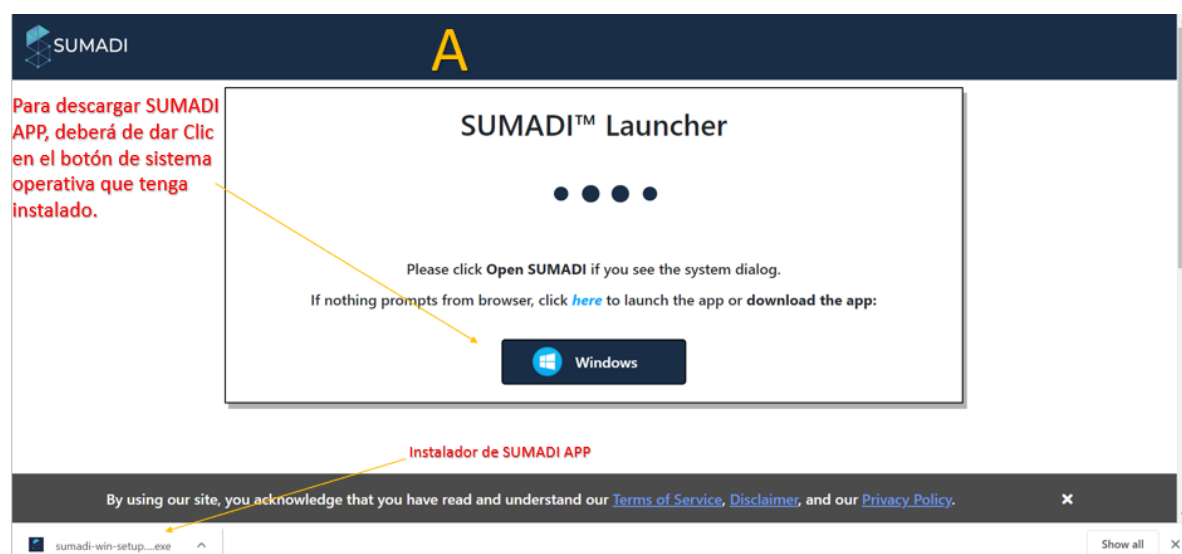 SUMADI
A
Para descargar SUMADI
APP, deberá de dar Clic
en el botón de sistema
operativa que tenga
instalado.
SUMADI™ Launcher
Please click Open SUMADI if you see the system dialog.
If nothing prompts from browser, click here to launch the app or download the app:
Windows
Instalador de SUMADI APP
By using our site, you acknowledge that you have read and understand our Terms of Service, Disclaimer, and our Privacy Policy.
sumadi-win-setup....exe
Show all